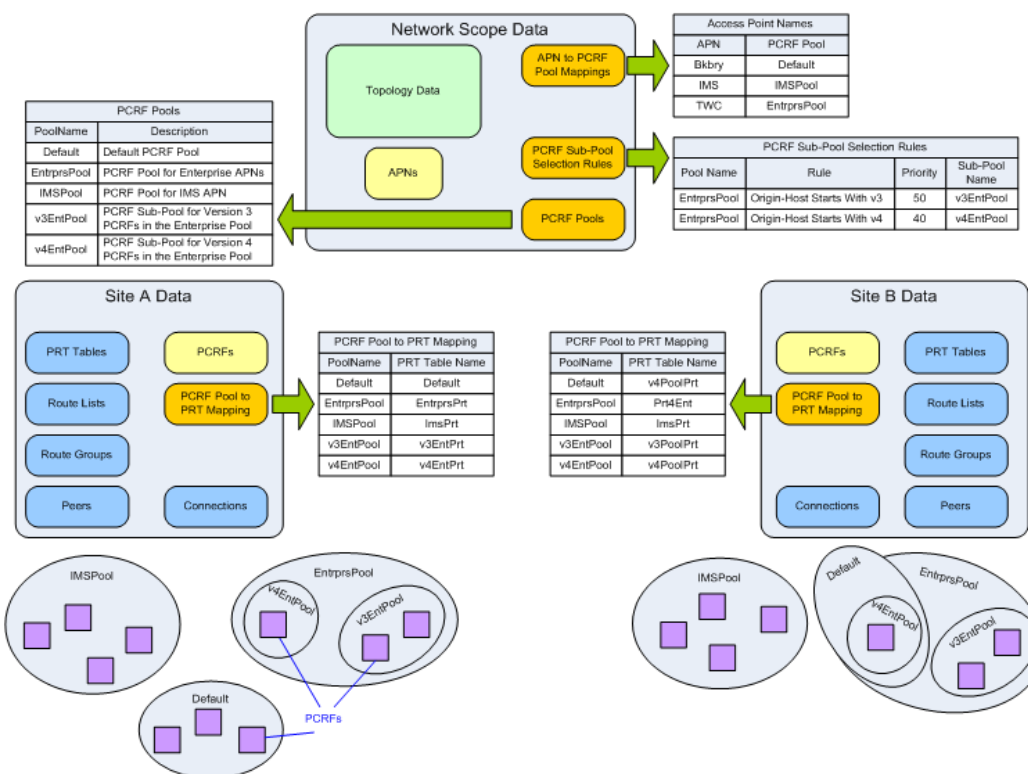 Network Scope Data
Topology Data
APNs
APN to PCRF
Pool Mappings
PCRF Sub-Pool
Selection Rules
PCRF Pools
Access Point Names
APN PCRF Pool
Bkbry Default
IMS IMSPool
TWC EntrprsPool
PCRF Sub-Pool Selection Rules
Pool Name Rule Priority Sub-Pool
Name
EntrprsPool Origin-Host Starts With v3 50 v3EntPool
EntrprsPool Origin-Host Starts With v4 40 v4EntPool
PCRF Pools
PoolName Description
Default Default PCRF Pool
EntrprsPool PCRF Pool for Enterprise APNs
IMSPool PCRF Pool for IMS APN
v3EntPool PCRF Sub-Pool for Version 3
PCRFs in the Enterprise Pool
v4EntPool PCRF Sub-Pool for Version 4
PCRFs in the Enterprise Pool
Site A Data
PRT Tables
PCRFs
Route Lists
PCRF Pool to
PRT Mapping
Route Groups
Peers
Connections
PCRF Pool to PRT Mapping
PoolName PRT Table Name
Default Default
EntrprsPool EntrprsPrt
IMSPool ImsPrt
v3EntPool v3EntPrt
v4EntPool v4EntPrt
PCRF Pool to PRT Mapping
PoolName PRT Table Name
Default v4PoolPrt
EntrprsPool Prt4Ent
IMSPool ImsPrt
v3EntPool v3PoolPrt
v4EntPool v4PoolPrt
Site B Data
PCRFs
PRT Tables
PCRF Pool to
PRT Mapping
Route Lists
Route Groups
Connections
Peers
IMSPool
EntrprsPool
v4EntPool
v3EntPool
Default
PCRFs
IMSPool
Default
EntrprsPool
v4EntPool
v3EntPool